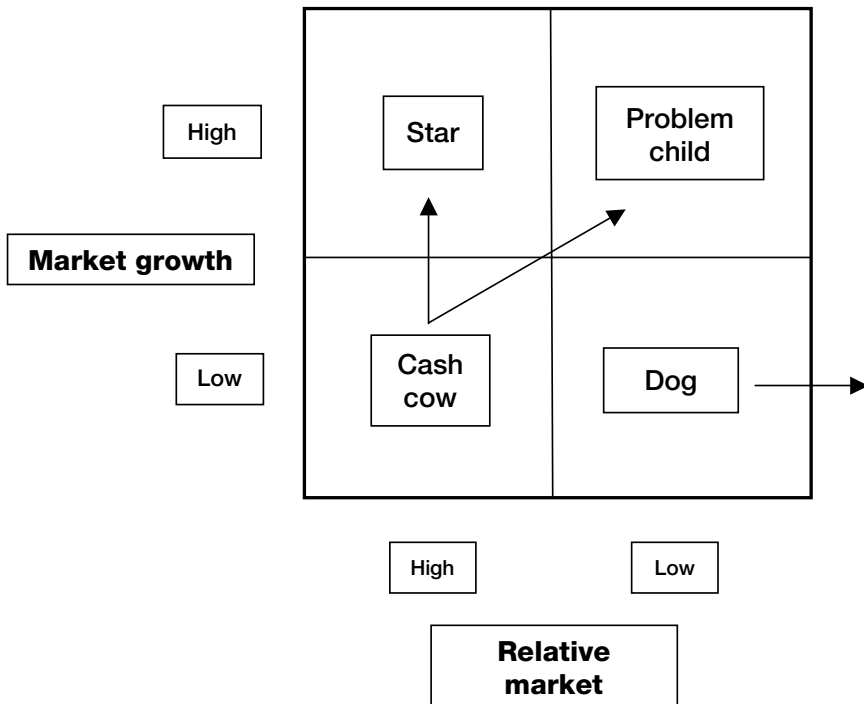 Star
Problem
child
High
Market growth
Cash
cow
Dog
Low
High
Low
Relative
market